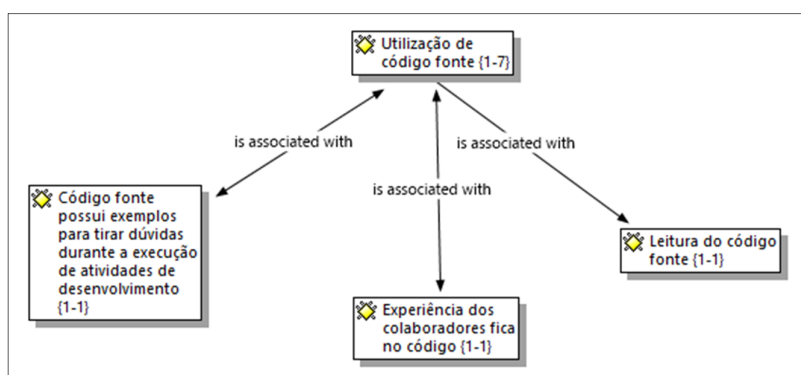 Utilização de
código fonte {1-7}
is associated with
is associated with
is associated with
Código fonte
possui exemplos
para tirar dúvidas
durante a execução
de atividades de
desenvolvimento
{1-1}
Leitura do código
fonte {1-1}
Experiência dos
colaboradores fica
no código {1-1}